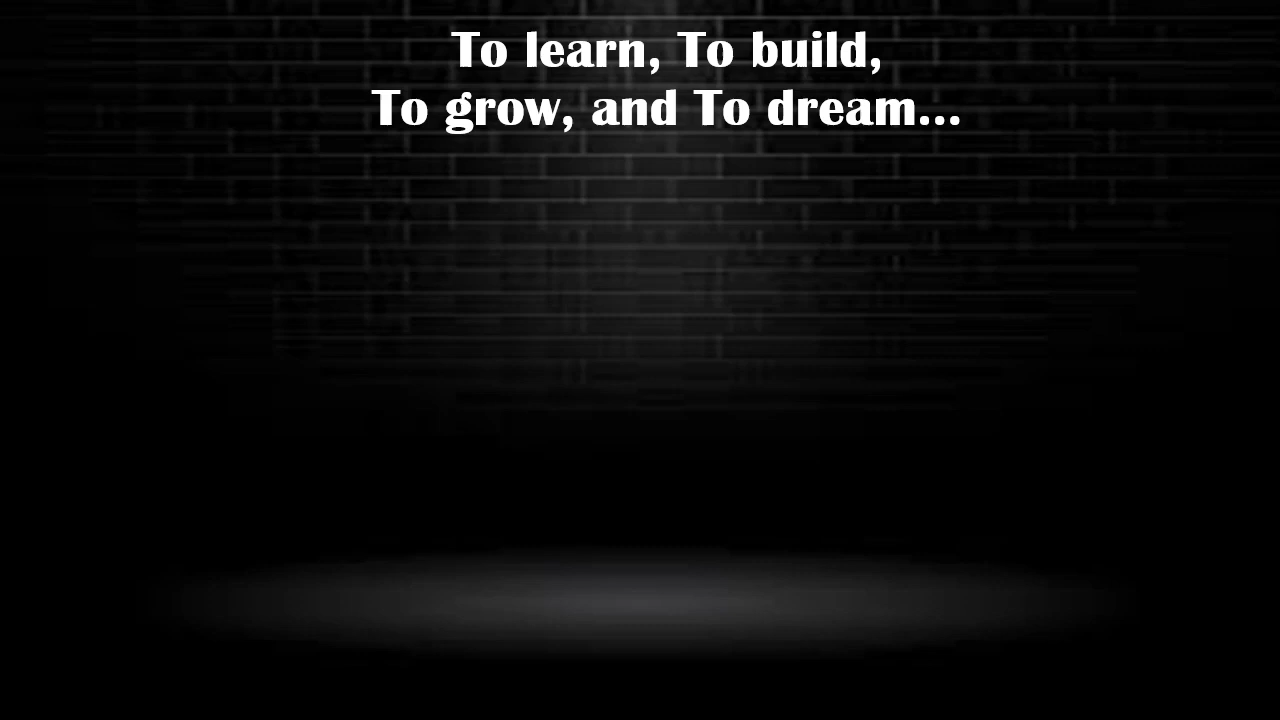 To learn, To build,
To grow, and To dream...